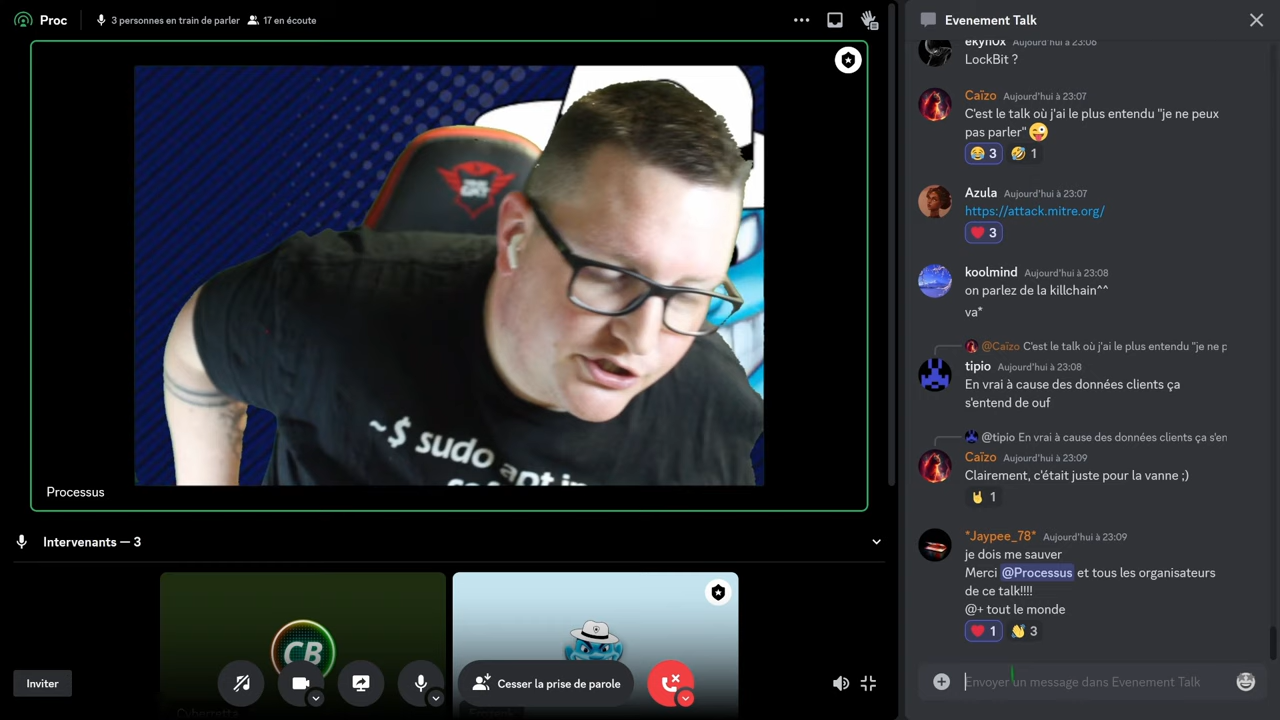 Proc
3 personnes en train de parler
17 en écoute
Evenement Talk
Aujourd'hui à 23:06
LockBit ?
Caïzo Aujourd'hui à 23:07
C'est le talk où j'ai le plus entendu "je ne peux
pas parler"
3 1
Azula Aujourd'hui à 23:07
https://attack.mitre.org/
3
koolmind Aujourd'hui à 23:08
on parlez de la killchain^^
va*
@Caïzo C'est le talk où j'ai le plus entendu "je ne p
tipio Aujourd'hui à 23:08
En vrai à cause des données clients ça
s'entend de ouf
@tipio En vrai à cause des données clients ça s'en
Caïzo Aujourd'hui à 23:09
Clairement, c'était juste pour la vanne ;)
1
*Jaypee_78* Aujourd'hui à 23:09
je dois me sauver
Merci @Processus et tous les organisateurs
de ce talk!!!!
@+ tout le monde
1 3
Envoyer un message dans Evenement Talk
~$ sudo apt in
Processus
Intervenants — 3
CB
Inviter
Cesser la prise de parole